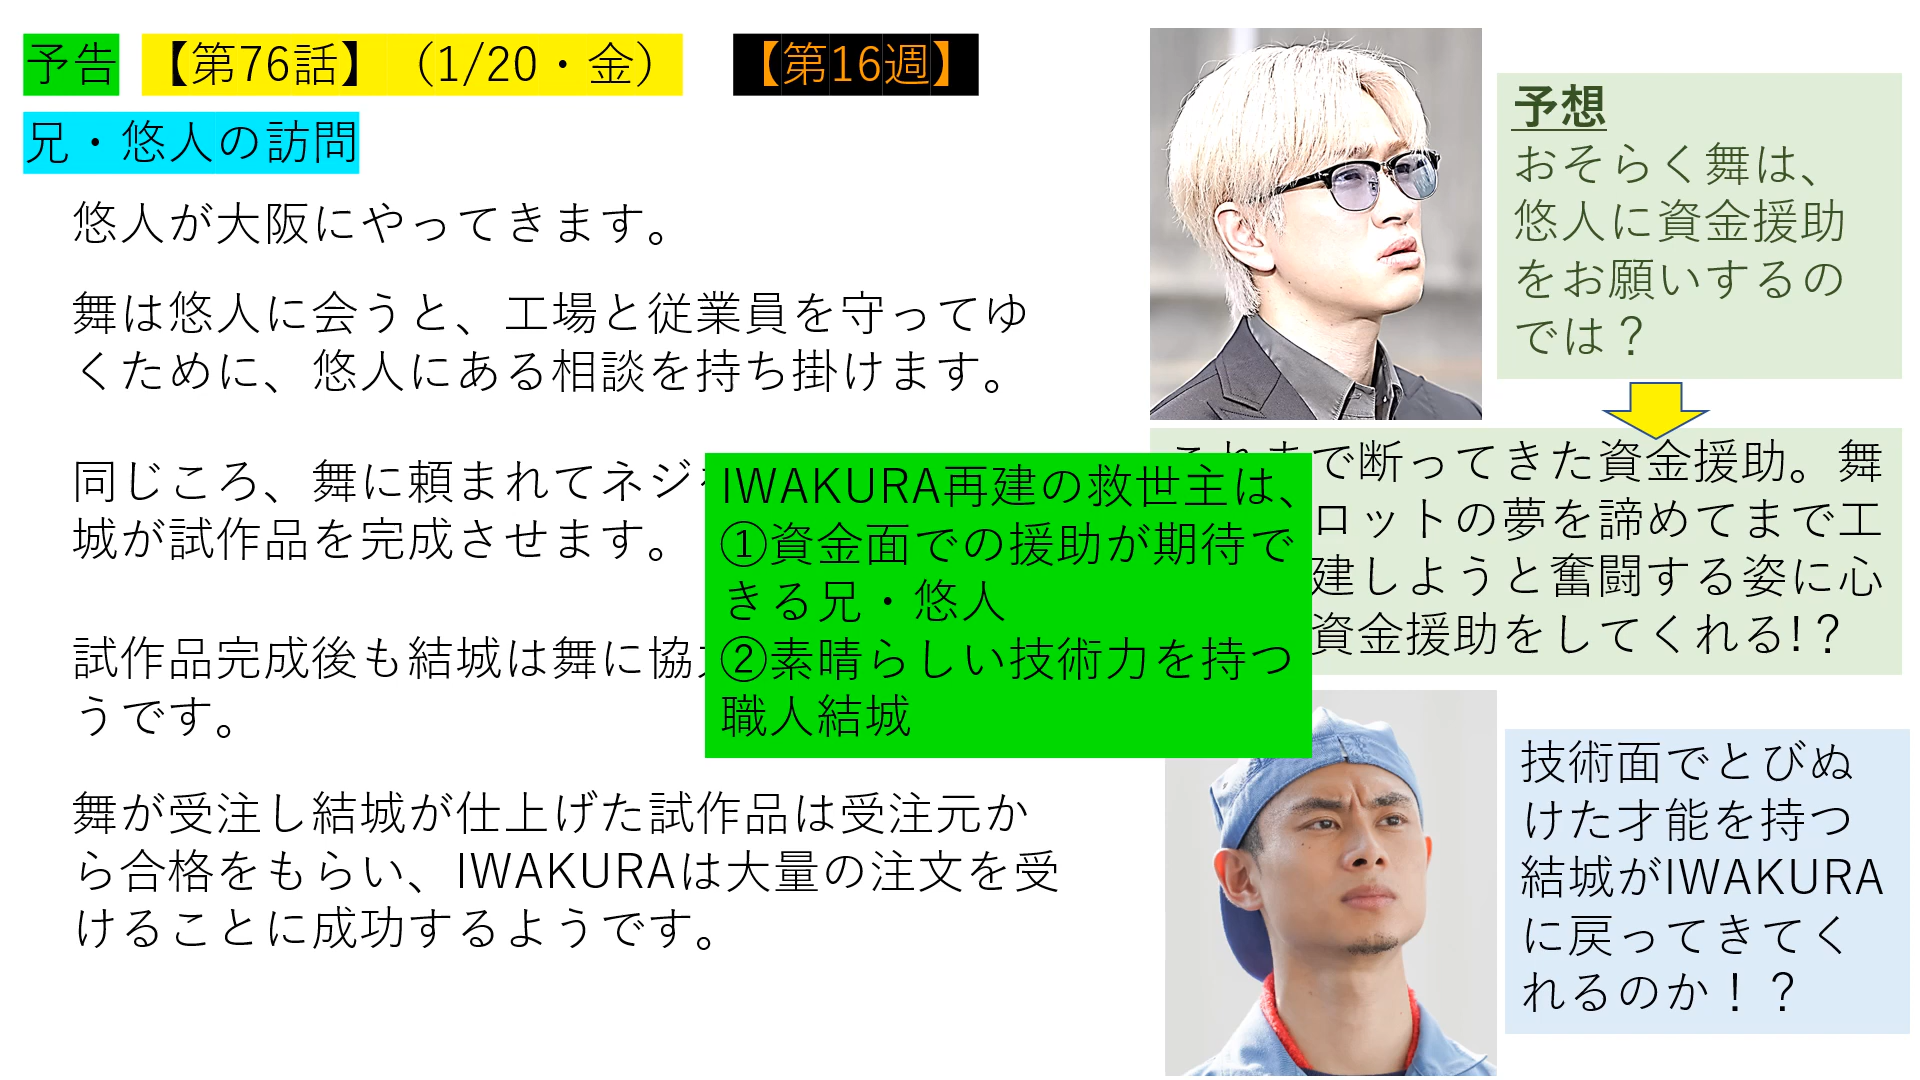 予告 【第76話】（1/20・金） 【第16週】
兄・悠人の訪問
悠人が大阪にやってきます。
舞は悠人に会うと、工場と従業員を守ってゆ
くために、悠人にある相談を持ち掛けます。
同じころ、舞に頼まれてネジ
城が試作品を完成させます。
試作品完成後も結城は舞に協
うです。
舞が受注し結城が仕上げた試作品は受注元か
ら合格をもらい、IWAKURAは大量の注文を受
けることに成功するようです。
IWAKURA再建の救世主は、
①資金面での援助が期待で
きる兄・悠人
②素晴らしい技術力を持つ
職人結城
予想
おそらく舞は、
悠人に資金援助
をお願いするの
では？
で断ってきた資金援助。舞
ロットの夢を諦めてまで工
建しようと奮闘する姿に心
資金援助をしてくれる!？
技術面でとびぬ
けた才能を持つ
結城がIWAKURA
に戻ってきてく
れるのか！？